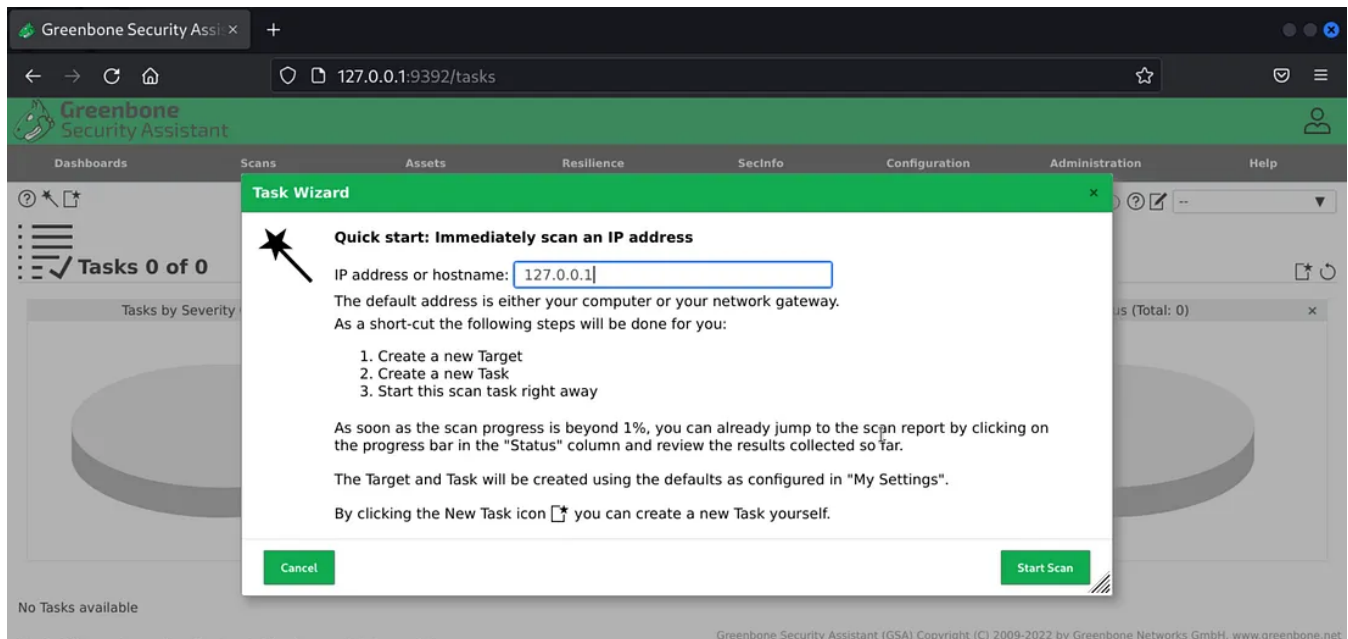 Greenbone Security Assis
127.0.0.1:9392/tasks
Greenbone
Security Assistant
Dashboards Scans Assets Resilience SecInfo Configuration Administration Help
Task Wizard
--
Quick start: Immediately scan an IP address
IP address or hostname: 127.0.0.1
The default address is either your computer or your network gateway.
As a short-cut the following steps will be done for you:
1. Create a new Target
2. Create a new Task
3. Start this scan task right away
As soon as the scan progress is beyond 1%, you can already jump to the scan report by clicking on
the progress bar in the "Status" column and review the results collected so far.
The Target and Task will be created using the defaults as configured in "My Settings".
By clicking the New Task icon you can create a new Task yourself.
Cancel Start Scan
Tasks 0 of 0
Tasks by Severity
us (Total: 0)
No Tasks available
Greenbone Security Assistant (GSA) Copyright (C) 2009-2022 by Greenbone Networks GmbH, www.greenbone.net